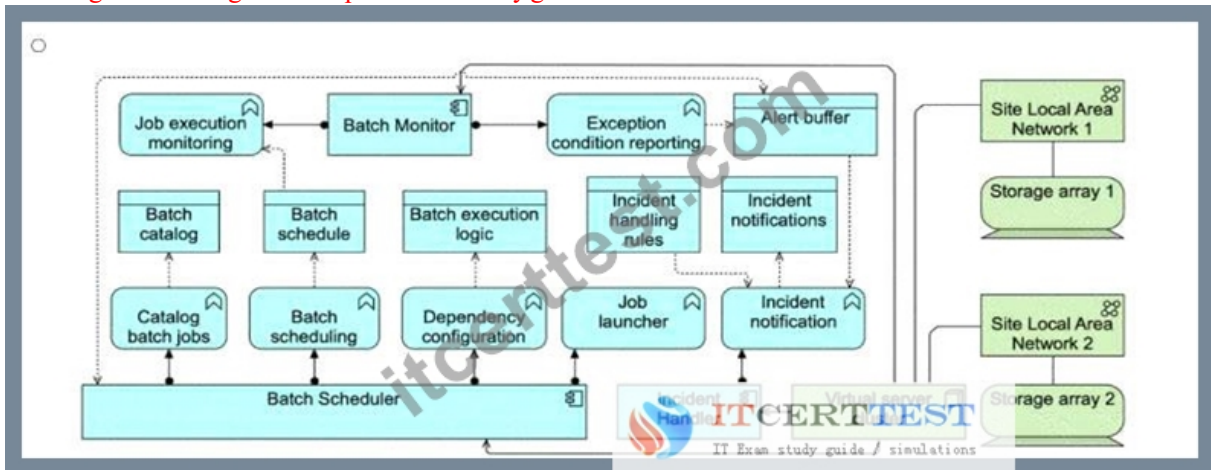 Job execution
monitoring
Batch Monitor
Exception
condition reporting
Alert buffer
Site Local Area
Network 1
Storage array 1
Batch
catalog
Batch
schedule
Batch execution
logic
Incident
handling
rules
Incident
notifications
Catalog
batch jobs
Batch
scheduling
Dependency
configuration
Job
launcher
Incident
notification
Site Local Area
Network 2
Storage array 2
Batch Scheduler
Incident
Handler
Virtual server
cluster
itcerttest.com
ITCERTTEST
IT Exam study guide / simulations